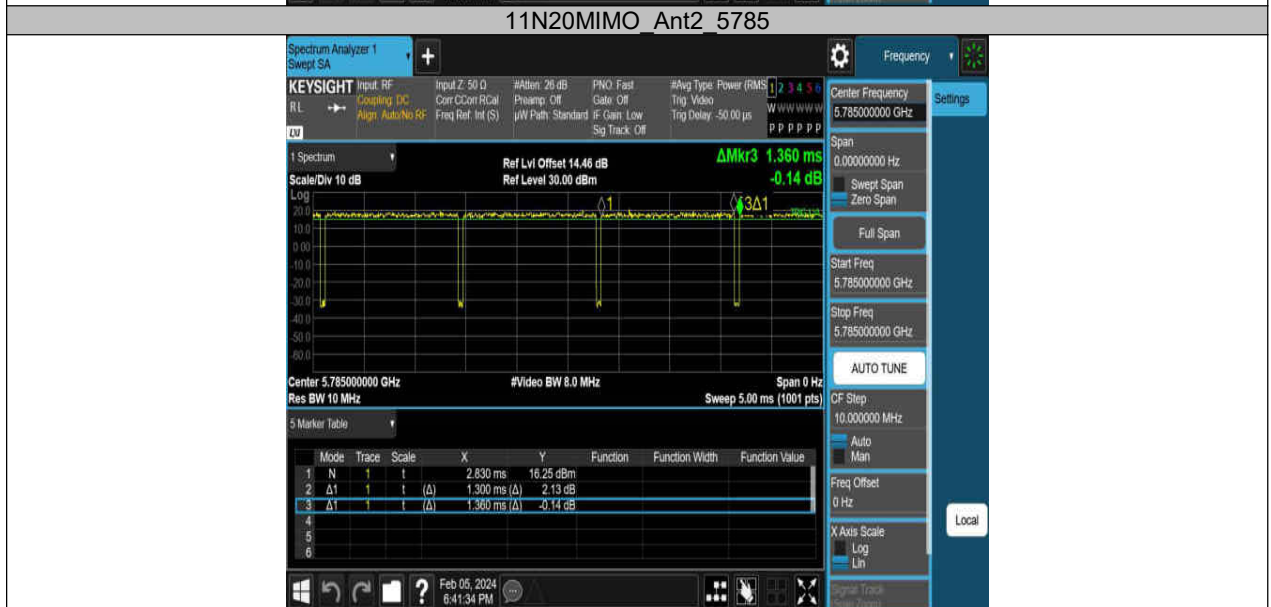 11N20MIMO_Ant2_5785
Spectrum Analyzer 1
Swept SA
+
Frequency
KEYSIGHT
RL
LXI
Input: RF
Coupling: DC
Align: Auto/No RF
Input Z: 50 Ω
Corr CCorr RCal
Freq Ref: Int (S)
#Atten: 26 dB
Preamp: Off
µW Path: Standard
PNO: Fast
Gate: Off
IF Gain: Low
Sig Track: Off
#Avg Type: Power (RMS
Trig: Video
Trig Delay: -50.00 µs
1 2 3 4 5 6
W W W W W W
P P P P P P
Center Frequency
5.785000000 GHz
Settings
Span
0.00000000 Hz
Swept Span
Zero Span
Full Span
Start Freq
5.785000000 GHz
Stop Freq
5.785000000 GHz
AUTO TUNE
CF Step
10.000000 MHz
Auto
Man
Freq Offset
0 Hz
X Axis Scale
Log
Lin
Signal Track
Local
1 Spectrum
Scale/Div 10 dB
Ref Lvl Offset 14.46 dB
Ref Level 30.00 dBm
ΔMkr3 1.360 ms
-0.14 dB
Log
20.0
10.0
0.00
-10.0
-20.0
-30.0
-40.0
-50.0
-60.0
1
3Δ1
Center 5.785000000 GHz
#Video BW 8.0 MHz
Span 0 Hz
Res BW 10 MHz
Sweep 5.00 ms (1001 pts)
5 Marker Table
Mode Trace Scale X Y Function Function Width Function Value
1 N 1 t 2.830 ms 16.25 dBm
2 Δ1 1 t (Δ) 1.300 ms (Δ) 2.13 dB
3 Δ1 1 t (Δ) 1.360 ms (Δ) -0.14 dB
4
5
6
?
Feb 05, 2024
6:41:34 PM